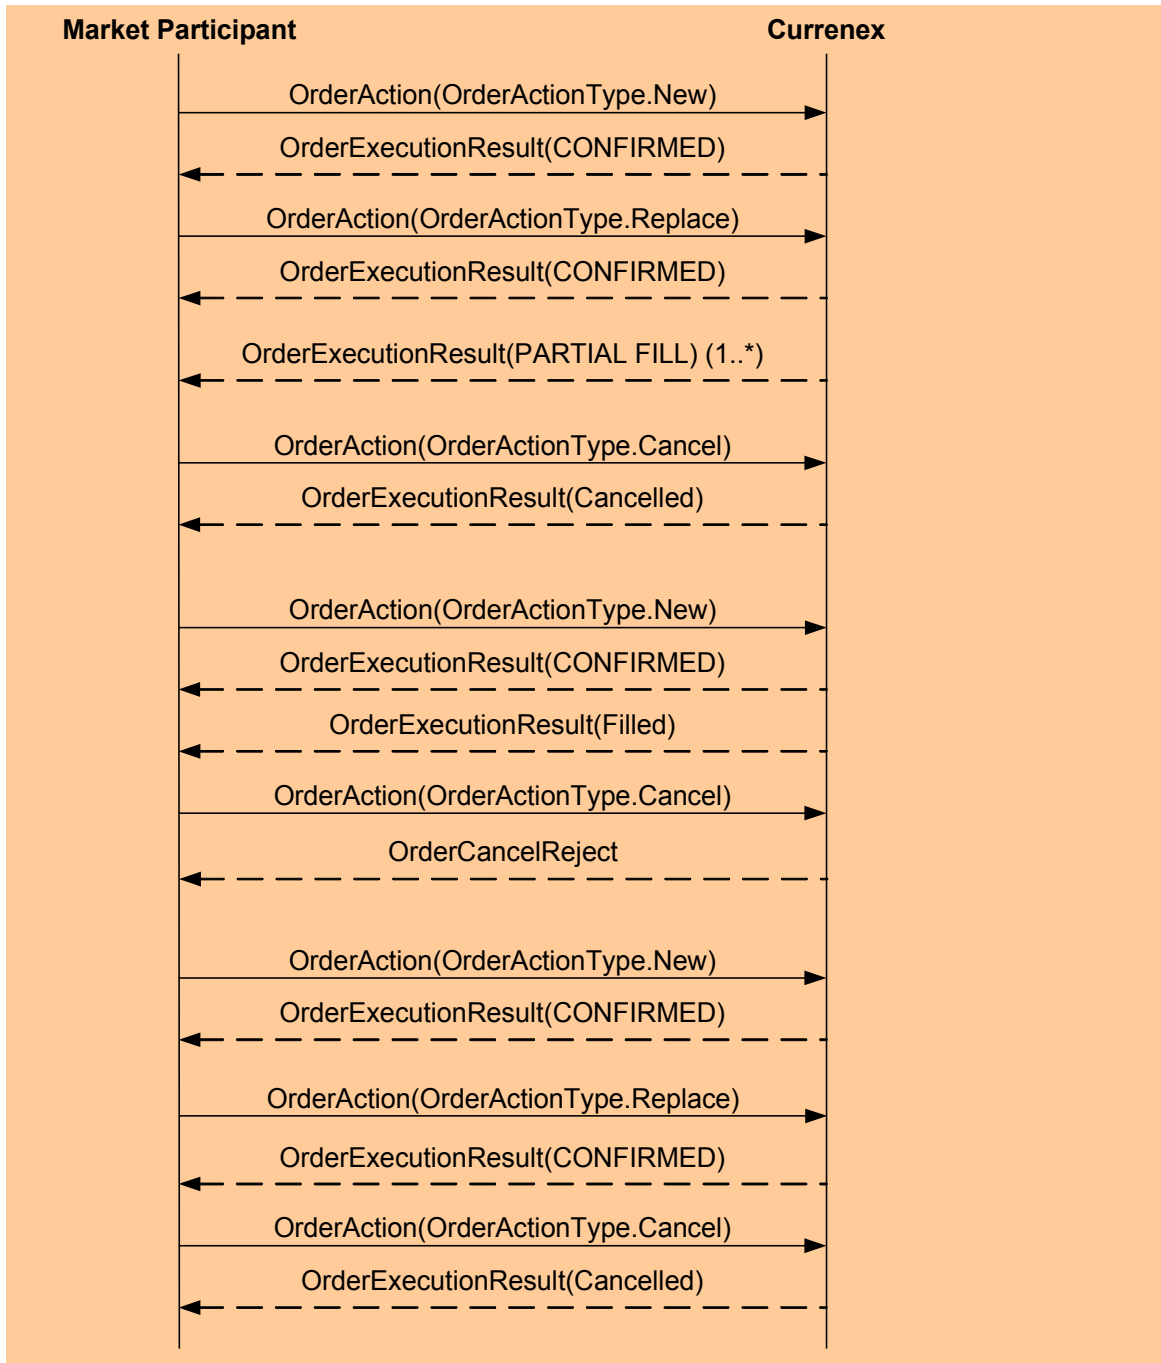 Market Participant
Currenex
OrderAction(OrderActionType.New)
OrderExecutionResult(CONFIRMED)
OrderAction(OrderActionType.Replace)
OrderExecutionResult(CONFIRMED)
OrderExecutionResult(PARTIAL FILL) (1..*)
OrderAction(OrderActionType.Cancel)
OrderExecutionResult(Cancelled)
OrderAction(OrderActionType.New)
OrderExecutionResult(CONFIRMED)
OrderExecutionResult(Filled)
OrderAction(OrderActionType.Cancel)
OrderCancelReject
OrderAction(OrderActionType.New)
OrderExecutionResult(CONFIRMED)
OrderAction(OrderActionType.Replace)
OrderExecutionResult(CONFIRMED)
OrderAction(OrderActionType.Cancel)
OrderExecutionResult(Cancelled)